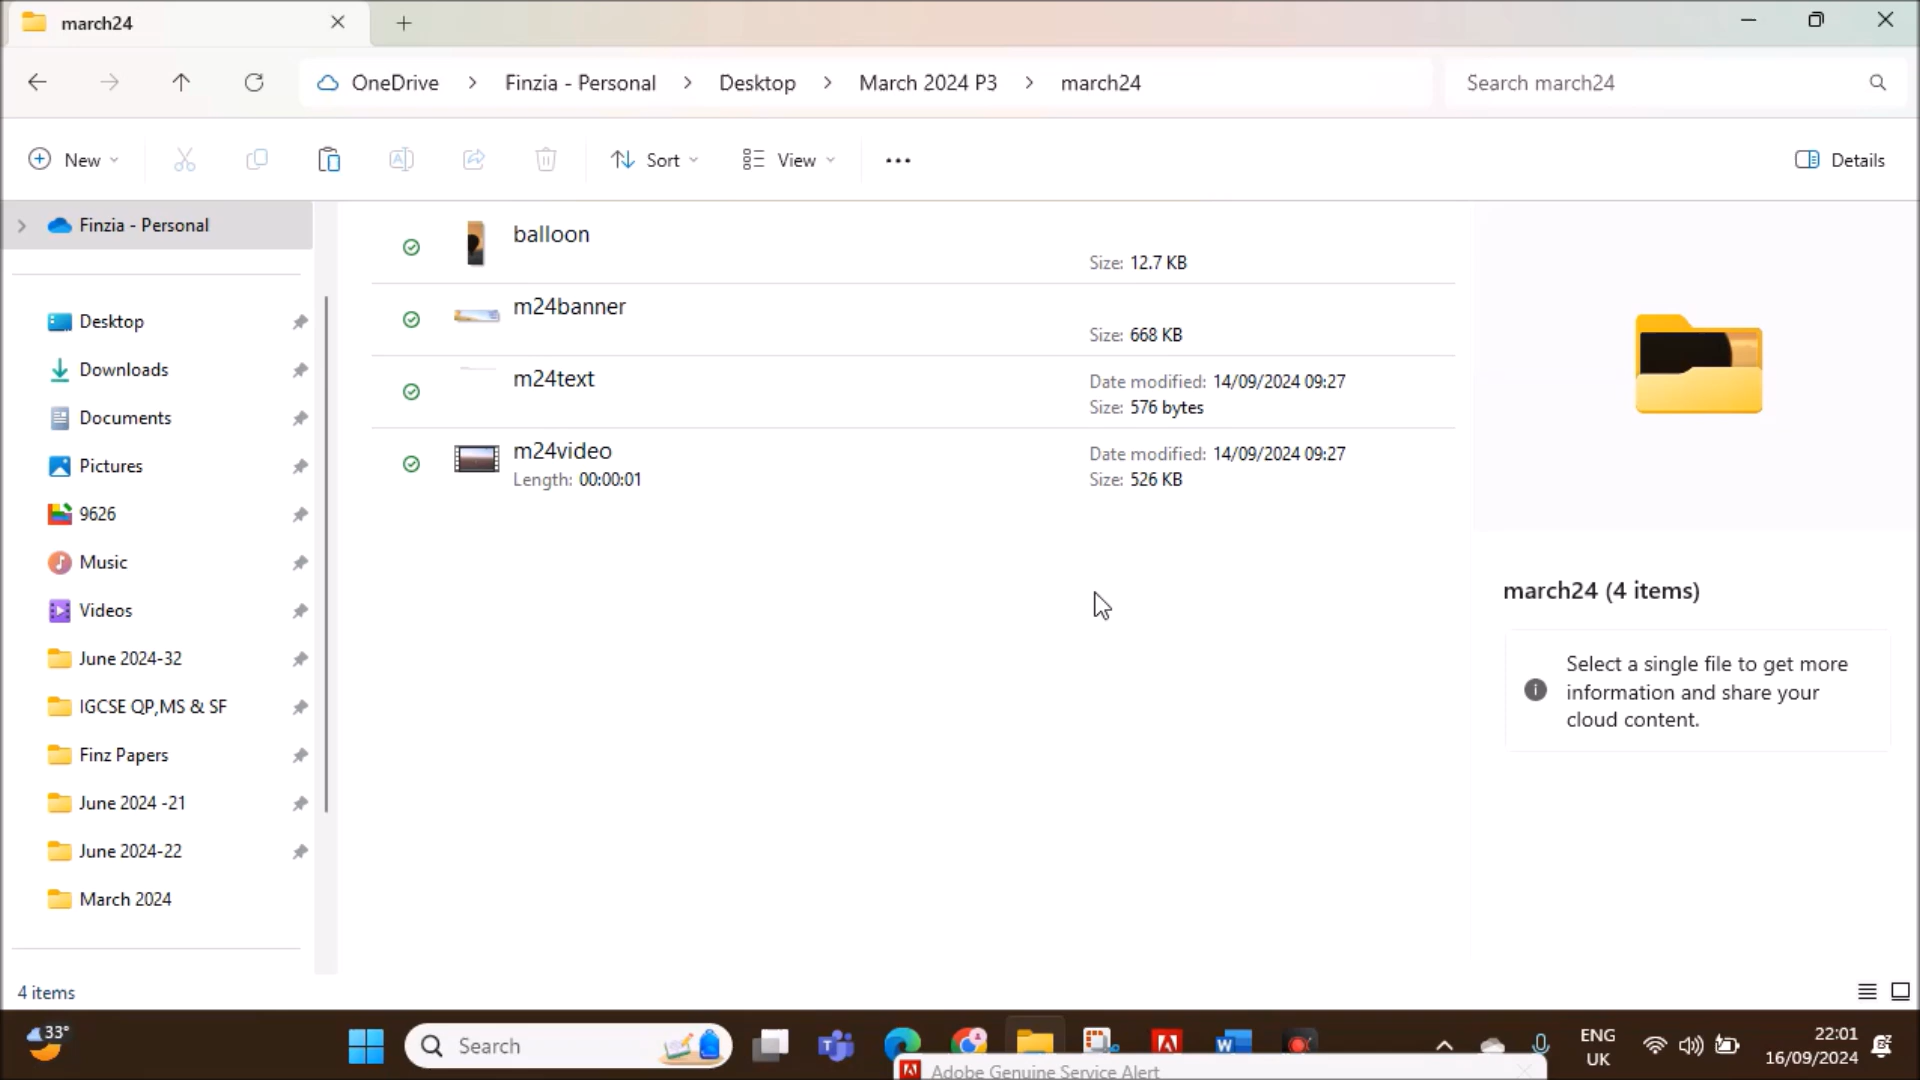 march24
OneDrive > Finzia - Personal > Desktop > March 2024 P3 > march24
Search march24
New
Sort
View
Details
Finzia - Personal
Desktop
Downloads
Documents
Pictures
9626
Music
Videos
June 2024-32
IGCSE QP,MS & SF
Finz Papers
June 2024 -21
June 2024-22
March 2024
balloon
Size: 12.7 KB
m24banner
Size: 668 KB
m24text
Date modified: 14/09/2024 09:27
Size: 576 bytes
m24video
Date modified: 14/09/2024 09:27
Length: 00:00:01
Size: 526 KB
march24 (4 items)
Select a single file to get more
information and share your
cloud content.
4 items
33°
Search
ENG
UK
22:01
16/09/2024
Adobe Genuine Service Alert